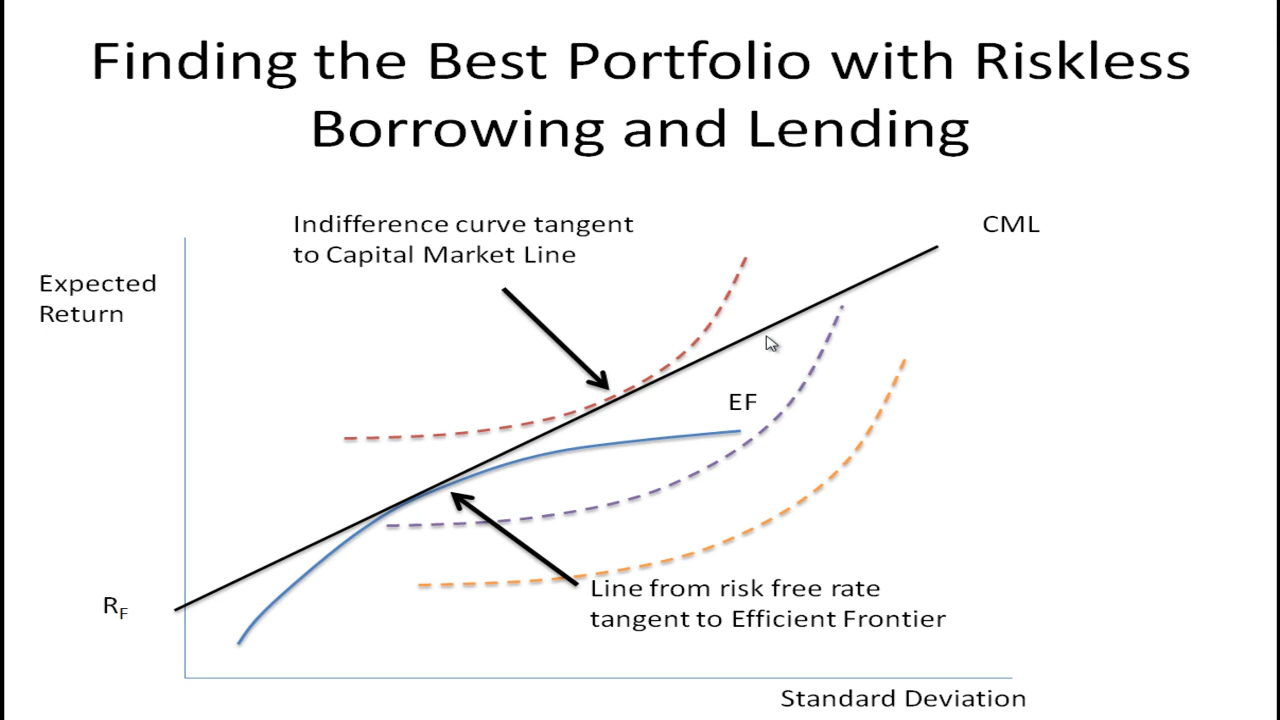 Finding the Best Portfolio with Riskless
Borrowing and Lending
Indifference curve tangent
to Capital Market Line
CML
Expected
Return
EF
Line from risk free rate
tangent to Efficient Frontier
RF
Standard Deviation